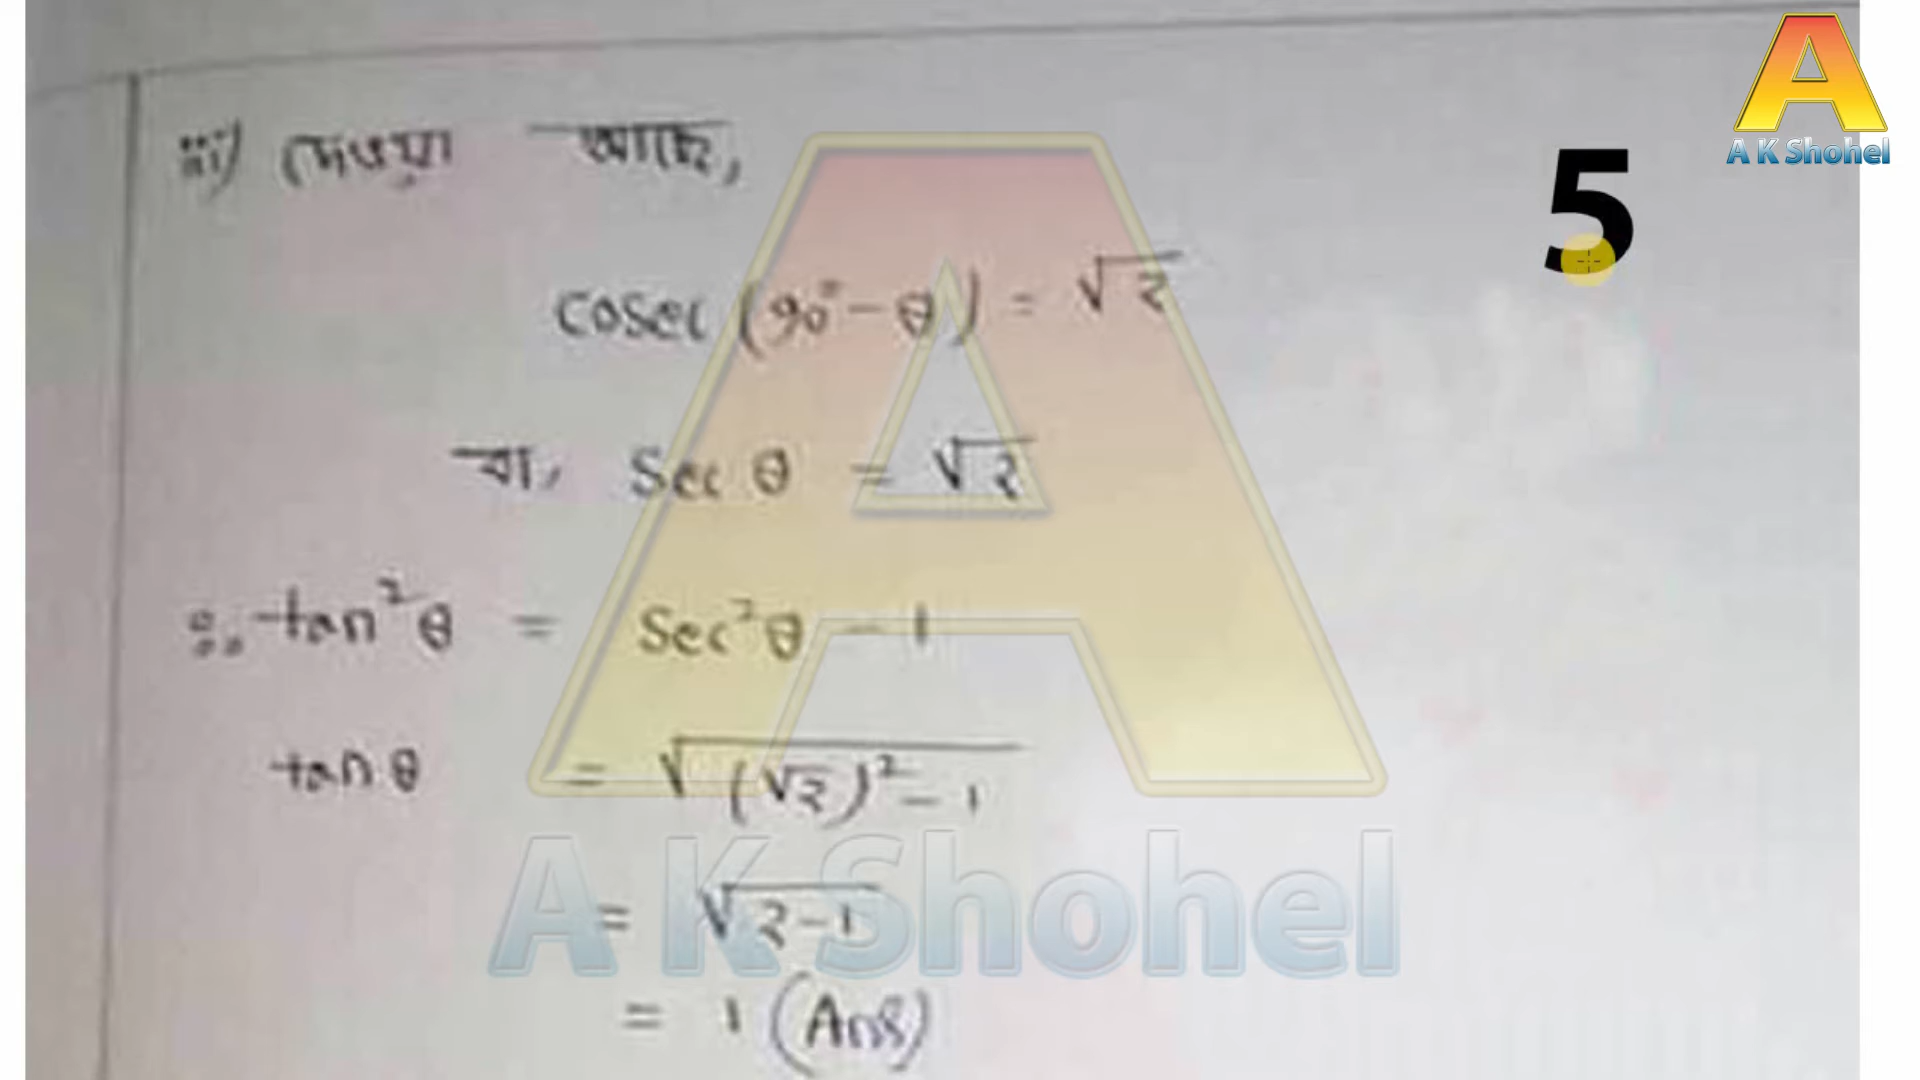 iii) দেওয়া আছে,
5
A K Shohel
cosec (90° - θ) = √২
বা, Sec θ = √২
∴ tan²θ = Sec²θ - 1
tan θ = √(√২)² - 1
= √২-1
A K Shohel
= 1 (Ans)